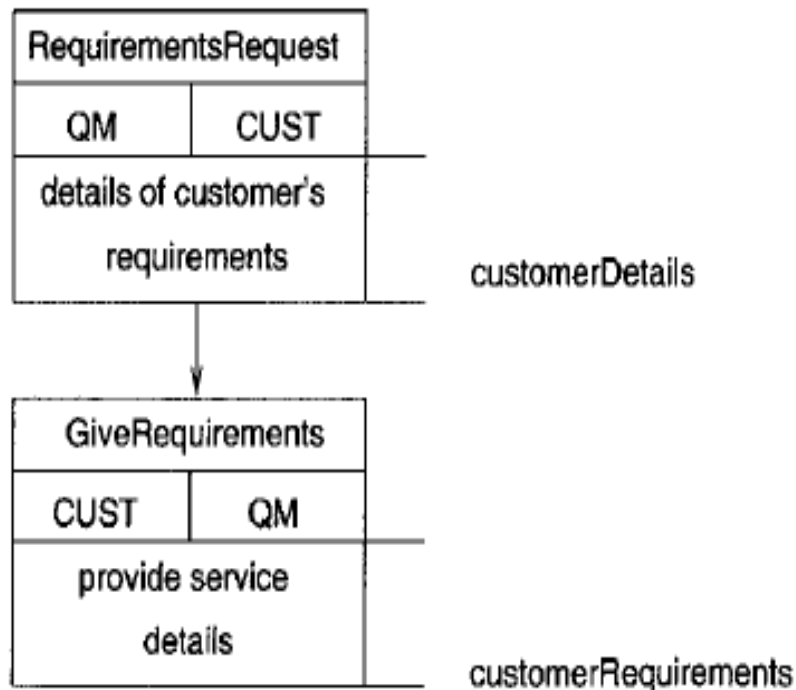 RequirementsRequest
QM CUST
details of customer's
requirements
customerDetails
GiveRequirements
CUST QM
provide service
details
customerRequirements